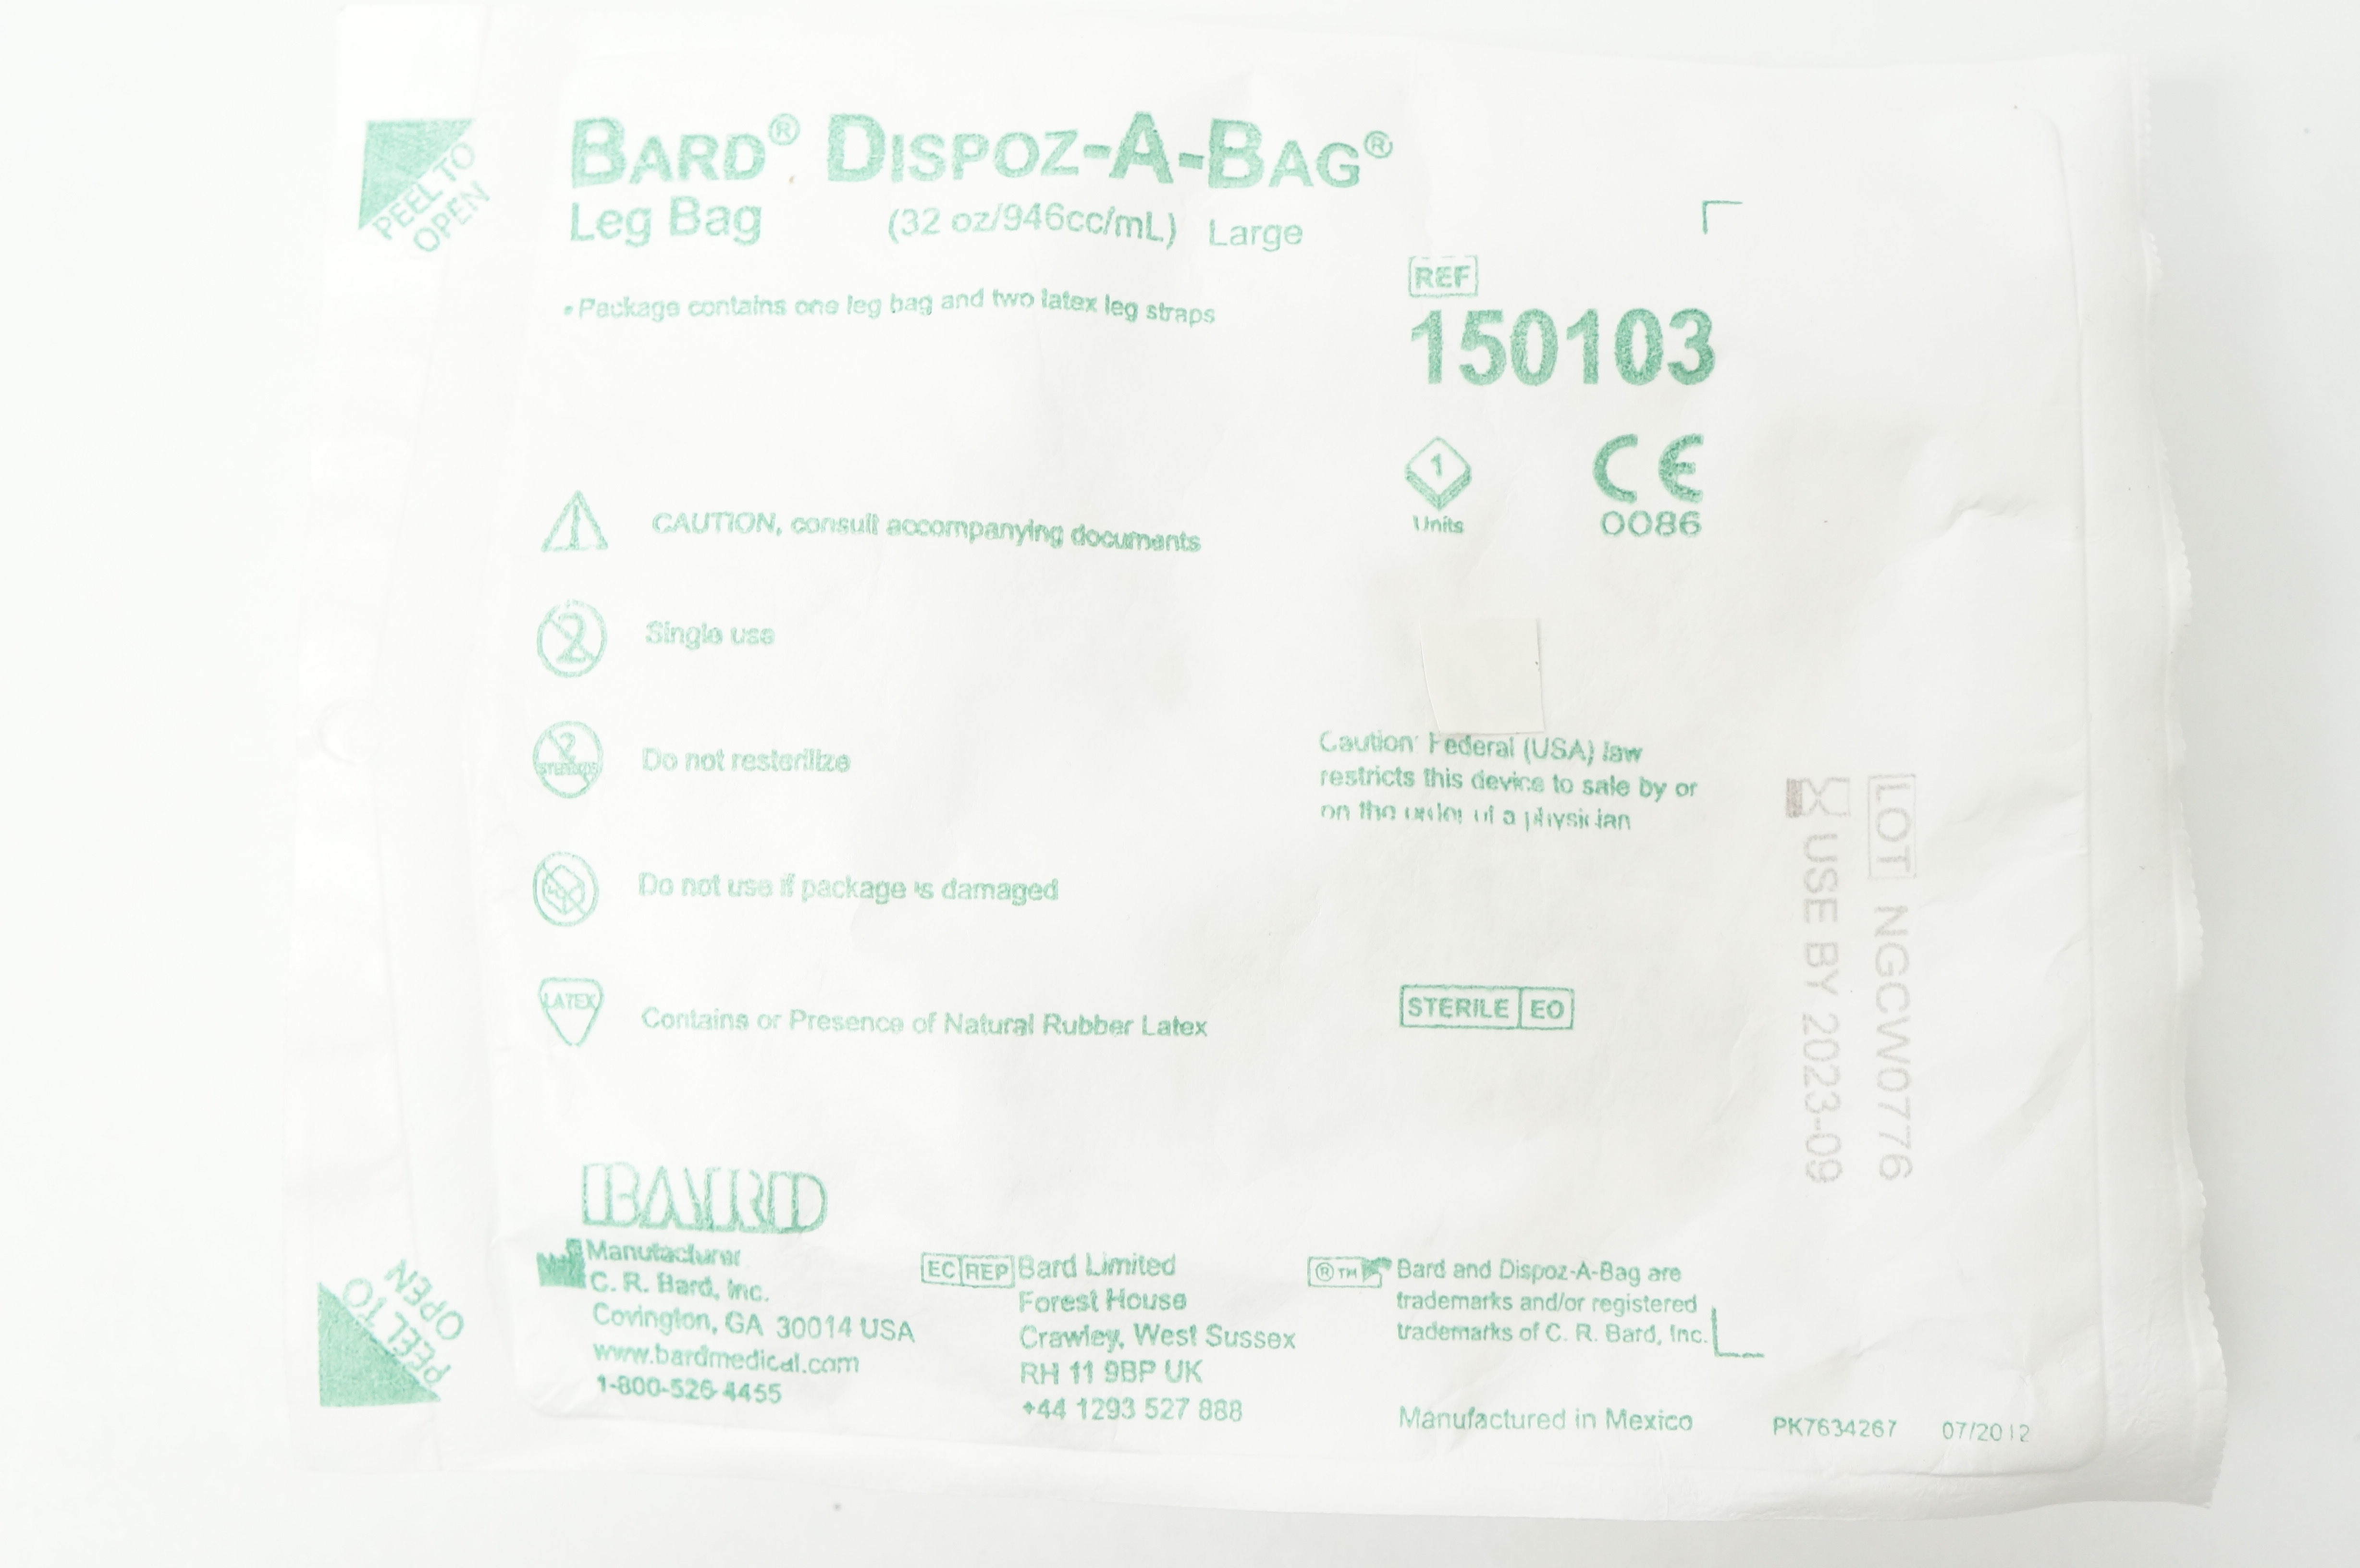 PEEL TO
OPEN
BARD® DISPOZ-A-BAG®
Leg Bag (32 oz/946cc/mL) Large
• Package contains one leg bag and two latex leg straps
REF
150103
1
Units
CE
0086
CAUTION, consult accompanying documents
2
Single use
2
STERILIZE
Do not resterilize
Do not use if package is damaged
LATEX
Contains or Presence of Natural Rubber Latex
Caution: Federal (USA) law
restricts this device to sale by or
on the order of a physician
STERILE EO
LOT NGCW0776
USE BY 2023-09
BARD
Manufacturer
C. R. Bard, Inc.
Covington, GA 30014 USA
www.bardmedical.com
1-800-526-4455
EC REP Bard Limited
Forest House
Crawley, West Sussex
RH 11 9BP UK
+44 1293 527 888
® TM Bard and Dispoz-A-Bag are
trademarks and/or registered
trademarks of C. R. Bard, Inc.
Manufactured in Mexico
PK7634267 07/2012
PEEL TO
OPEN